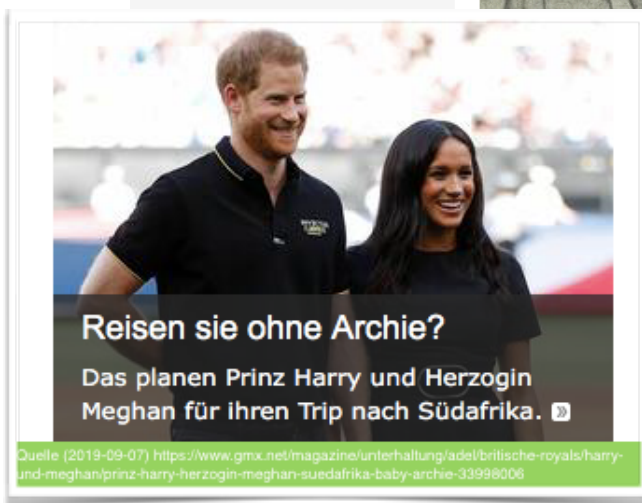 Reisen sie ohne Archie?
Das planen Prinz Harry und Herzogin
Meghan für ihren Trip nach Südafrika.
Quelle (2019-09-07) https://www.gmx.net/magazine/unterhaltung/adel/britische-royals/harry-
und-meghan/prinz-harry-herzogin-meghan-suedafrika-baby-archie-33998006